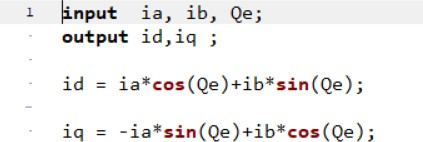 1 input ia, ib, Qe;
output id,iq ;
id = ia*cos(Qe)+ib*sin(Qe);
iq = -ia*sin(Qe)+ib*cos(Qe);